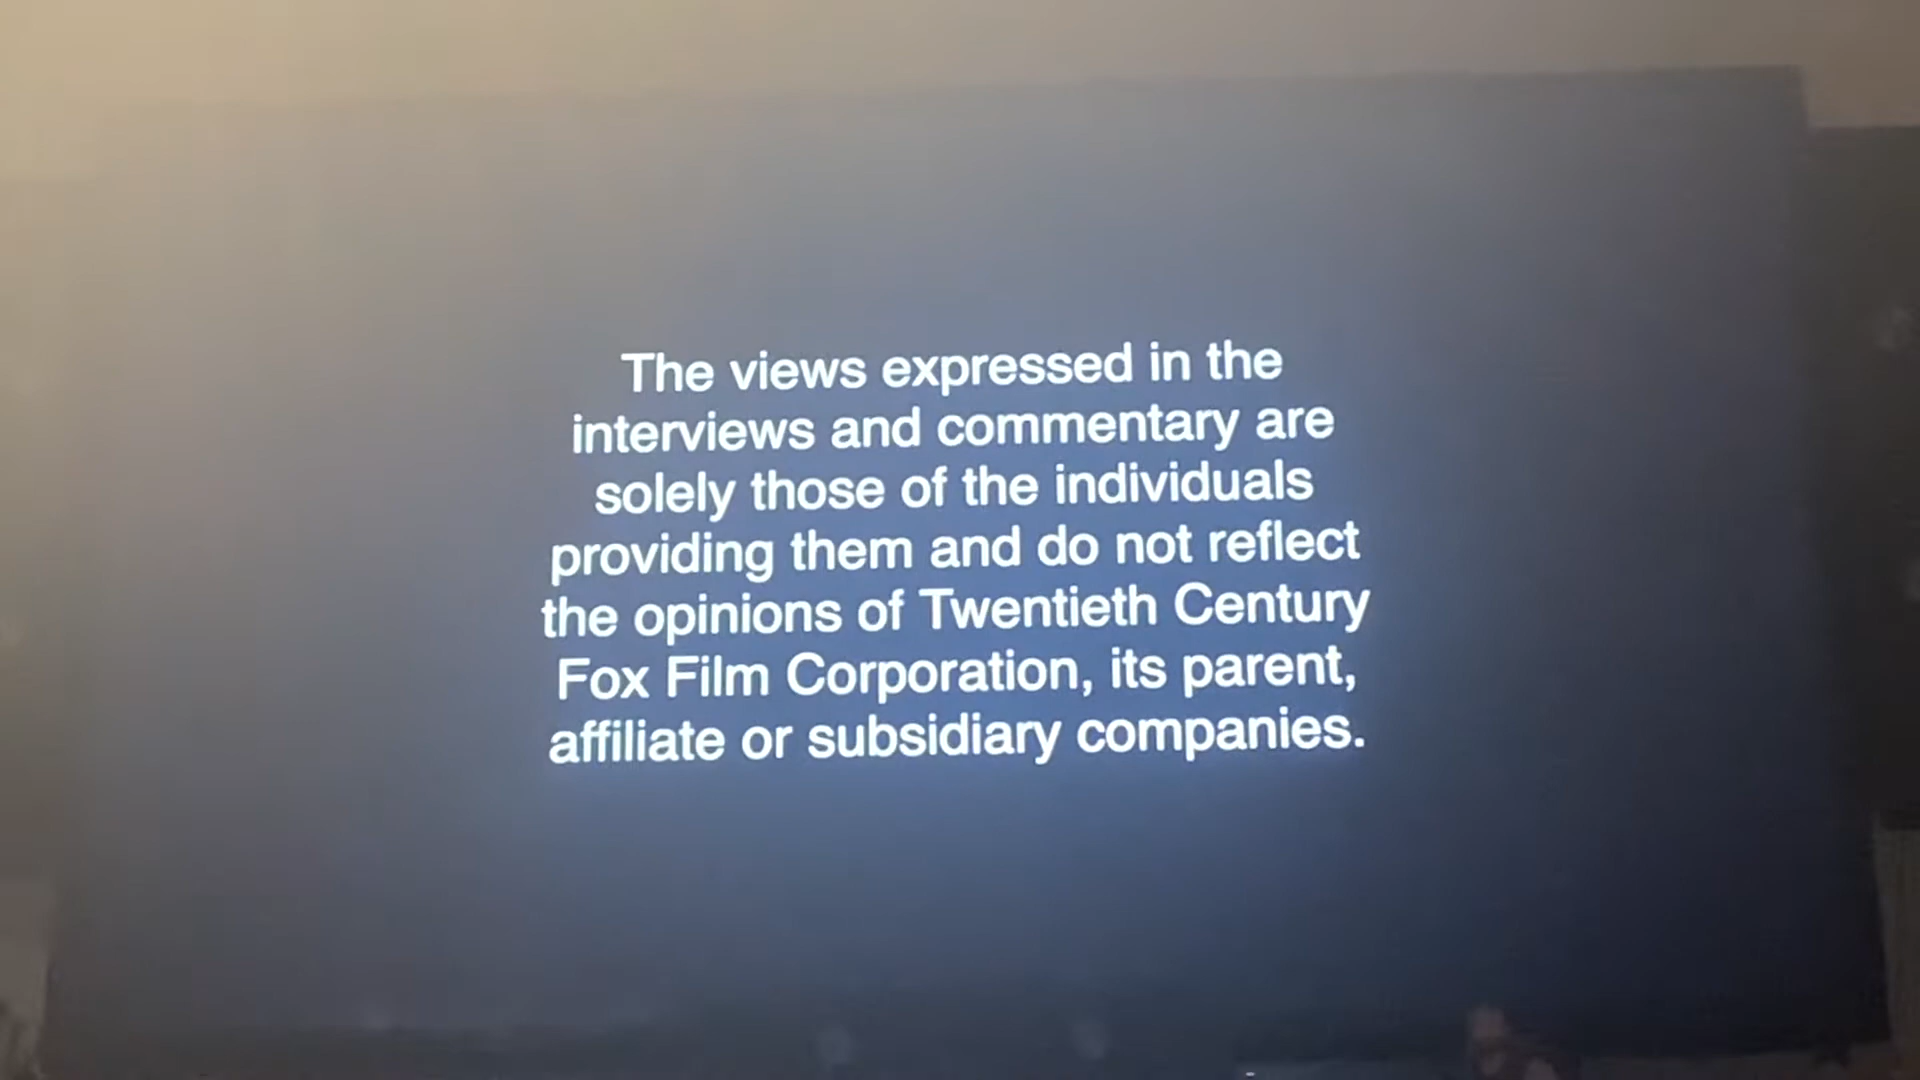 The views expressed in the
interviews and commentary are
solely those of the individuals
providing them and do not reflect
the opinions of Twentieth Century
Fox Film Corporation, its parent,
affiliate or subsidiary companies.